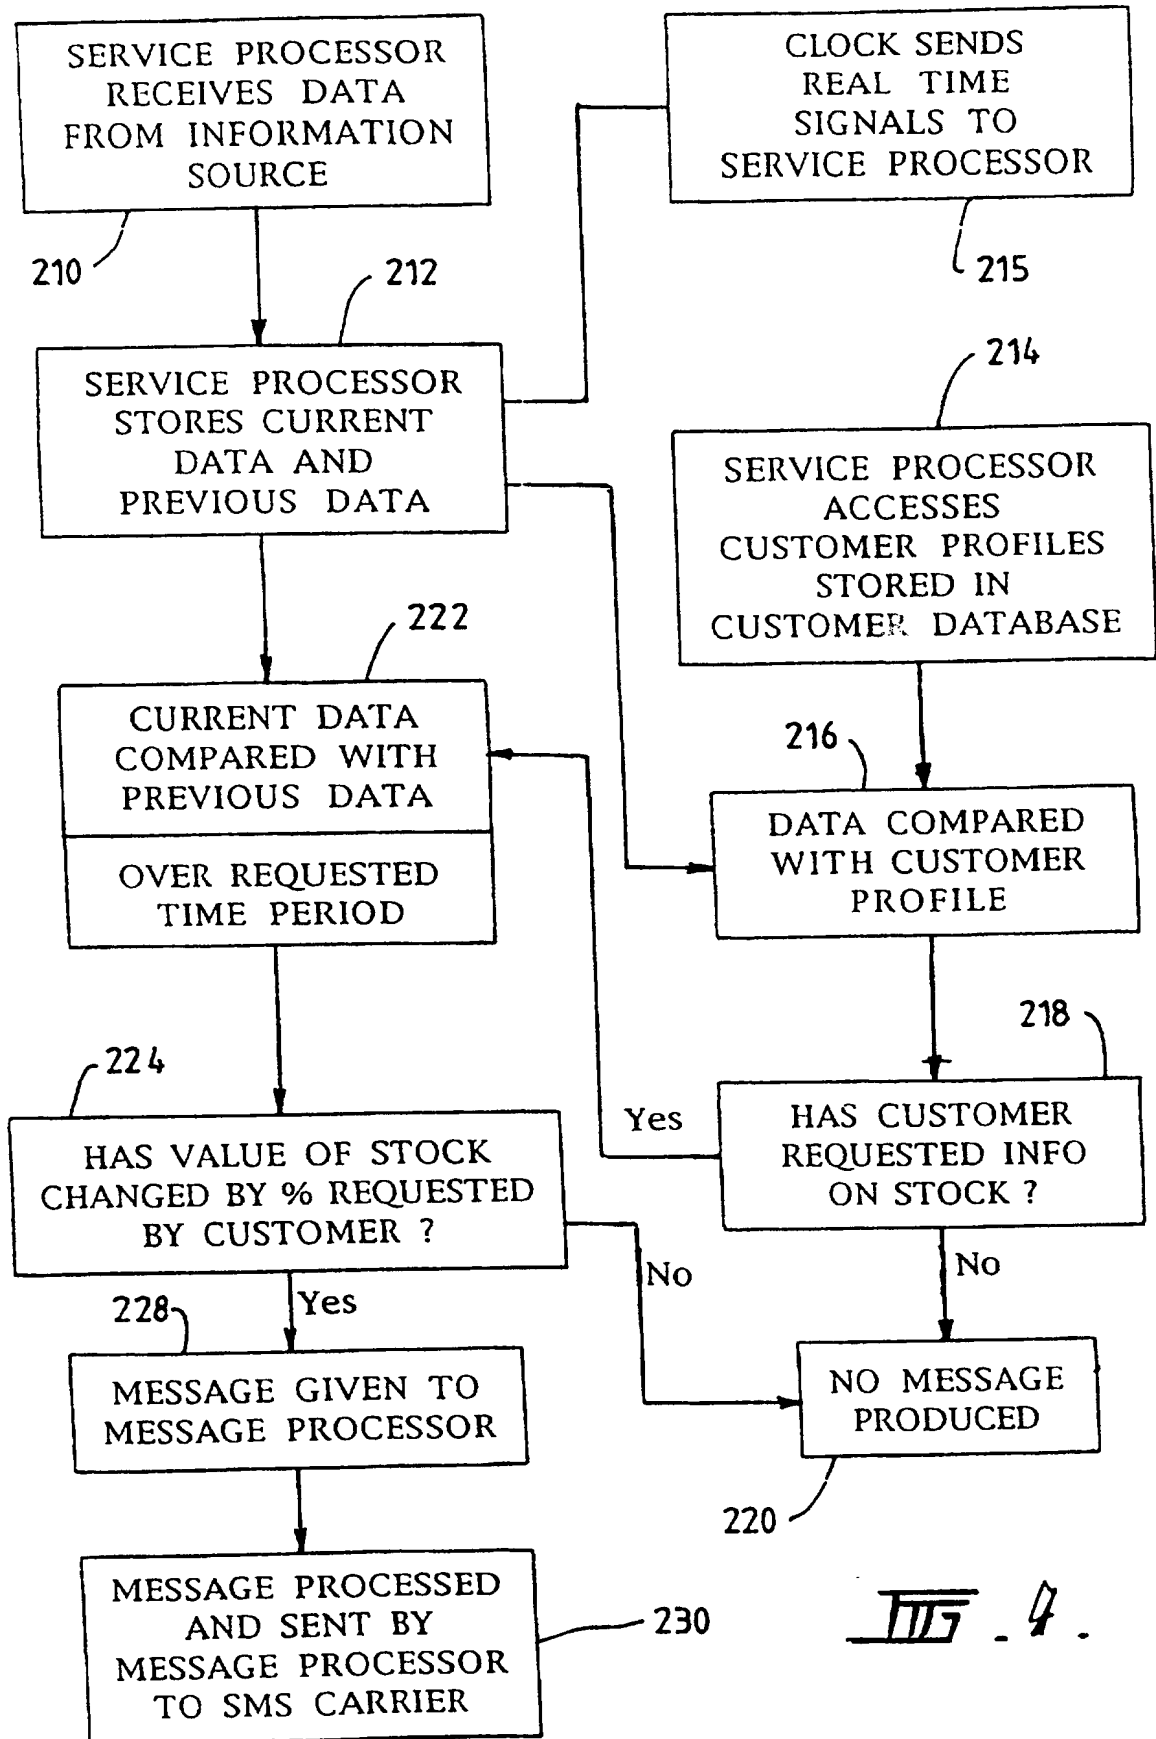 SERVICE PROCESSOR
RECEIVES DATA
FROM INFORMATION
SOURCE
210
CLOCK SENDS
REAL TIME
SIGNALS TO
SERVICE PROCESSOR
215
212
SERVICE PROCESSOR
STORES CURRENT
DATA AND
PREVIOUS DATA
214
SERVICE PROCESSOR
ACCESSES
CUSTOMER PROFILES
STORED IN
CUSTOMER DATABASE
222
CURRENT DATA
COMPARED WITH
PREVIOUS DATA
OVER REQUESTED
TIME PERIOD
216
DATA COMPARED
WITH CUSTOMER
PROFILE
218
HAS CUSTOMER
REQUESTED INFO
ON STOCK ?
Yes
No
224
HAS VALUE OF STOCK
CHANGED BY % REQUESTED
BY CUSTOMER ?
No
Yes
228
MESSAGE GIVEN TO
MESSAGE PROCESSOR
NO MESSAGE
PRODUCED
220
MESSAGE PROCESSED
AND SENT BY
MESSAGE PROCESSOR
TO SMS CARRIER
230
FIG